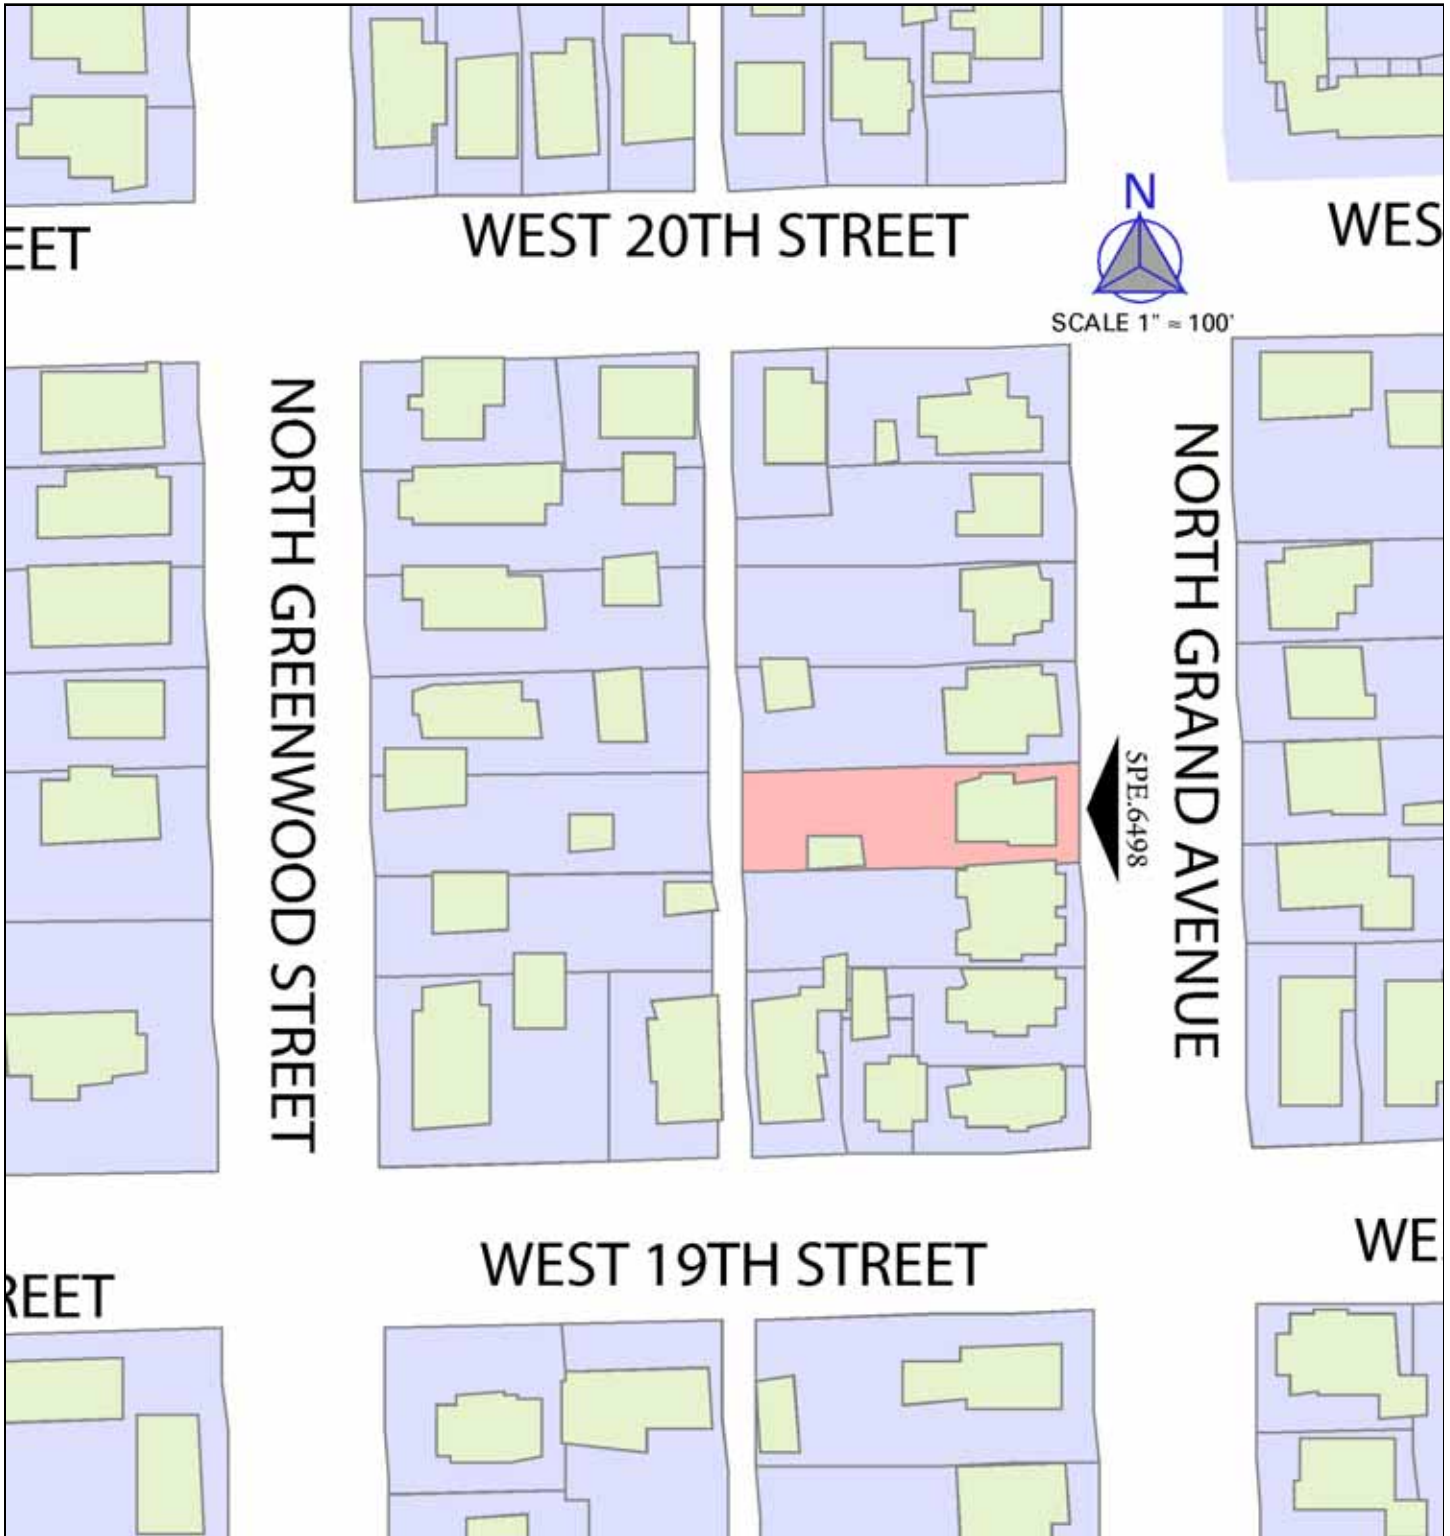 WEST 20TH STREET
N
WES
EET
SCALE 1" ≈ 100'
NORTH GREENWOOD STREET
NORTH GRAND AVENUE
5PE.6498
WEST 19TH STREET
WE
REET